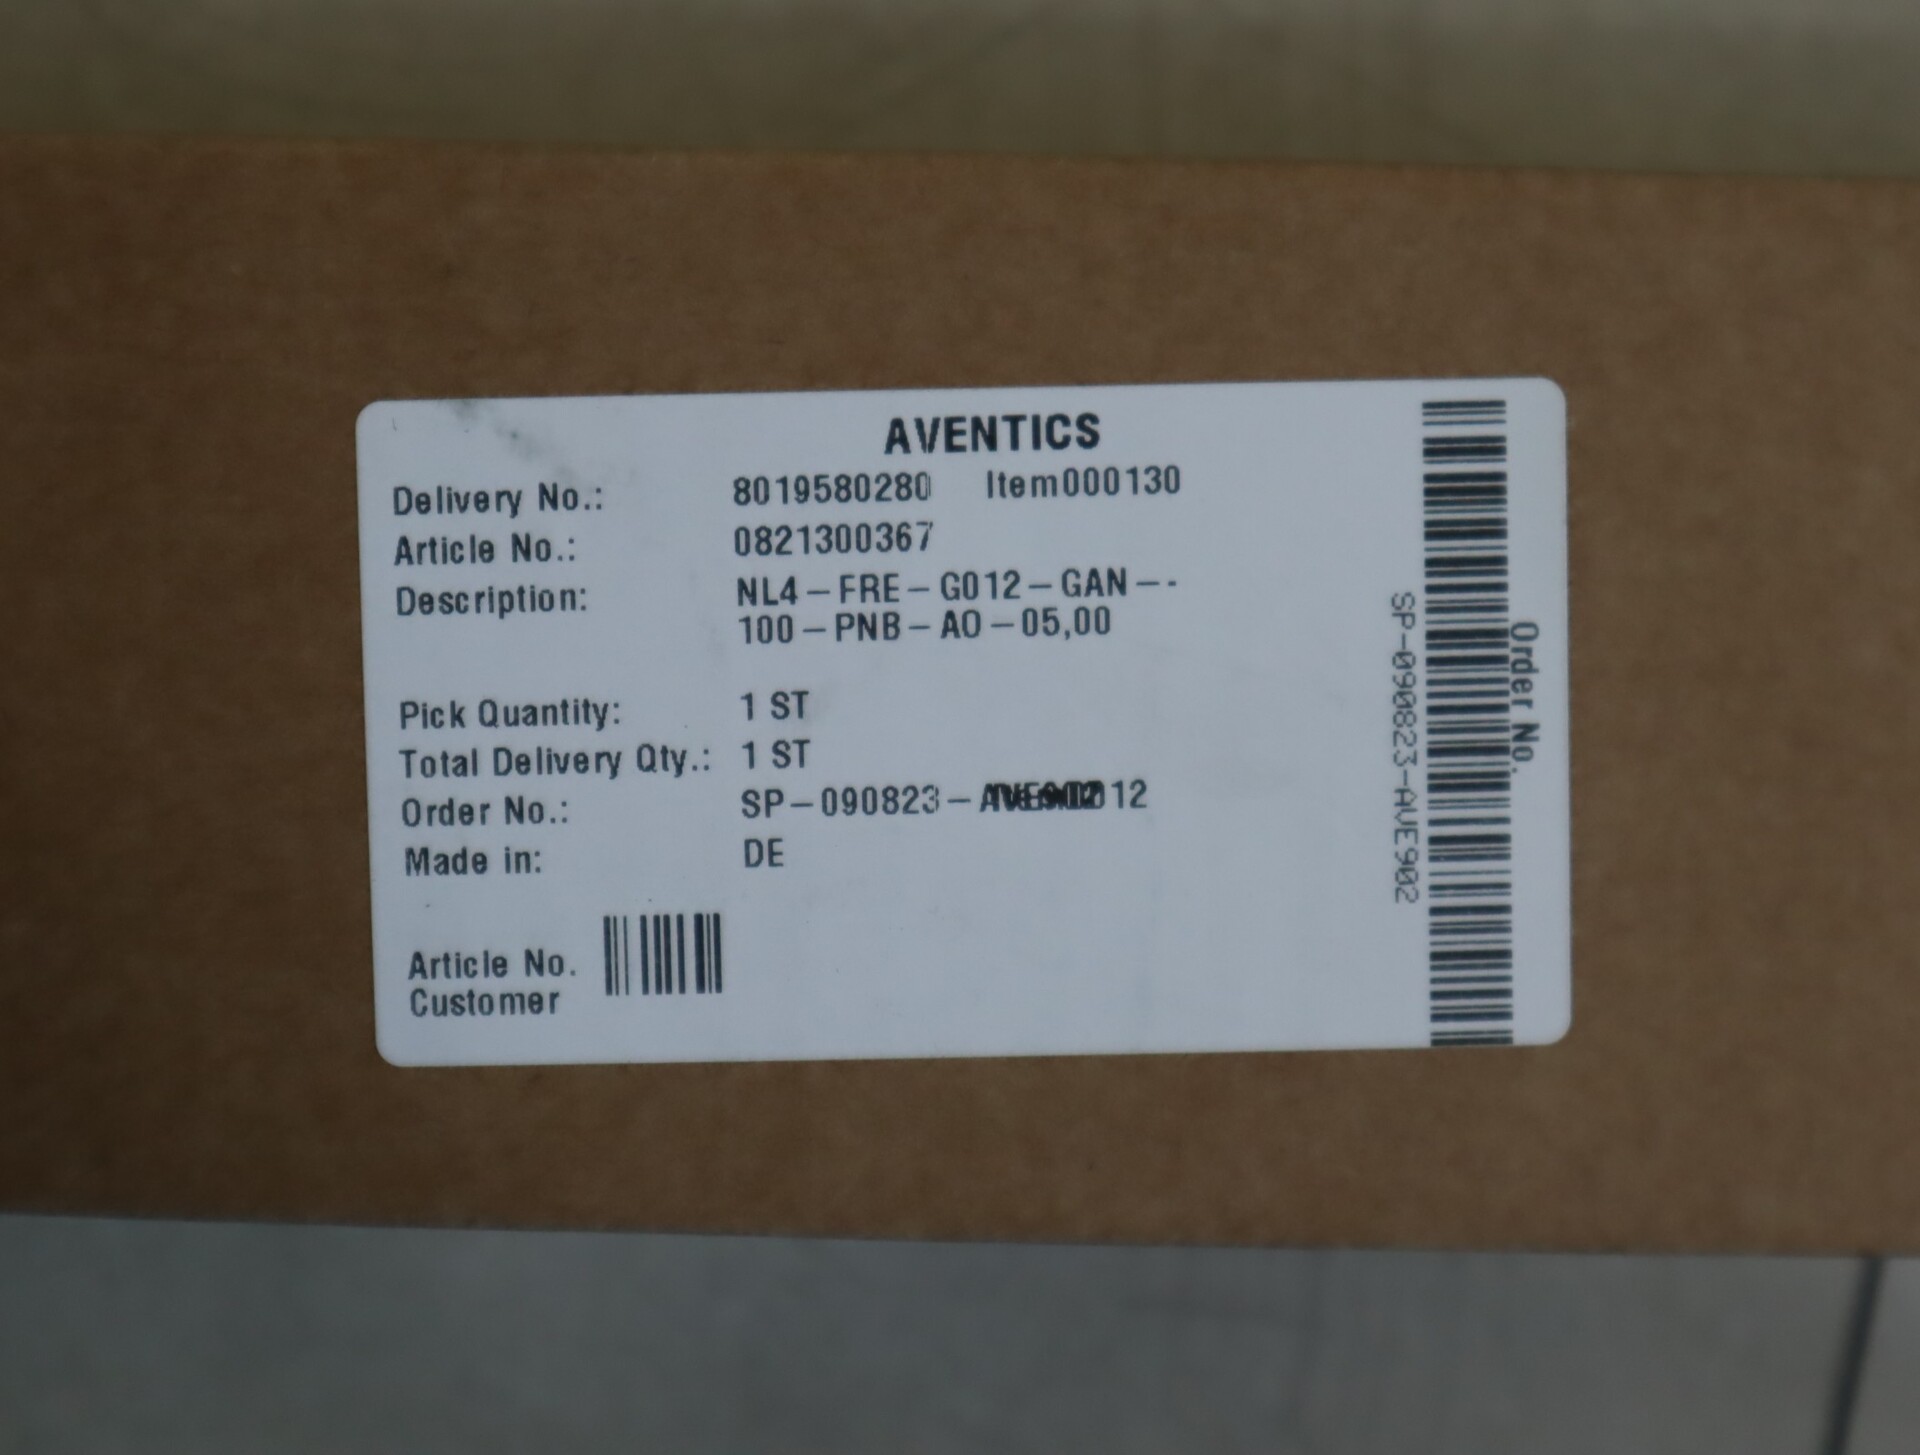 AVENTICS
Delivery No.: 8019580280 Item000130
Article No.: 0821300367
Description: NL4-FRE-G012-GAN--
100-PNB-AO-05,00
Pick Quantity: 1 ST
Total Delivery Qty.: 1 ST
Order No.: SP-090823-
Made in: DE
Article No.
Customer
Order No.
SP-090823-AVE902